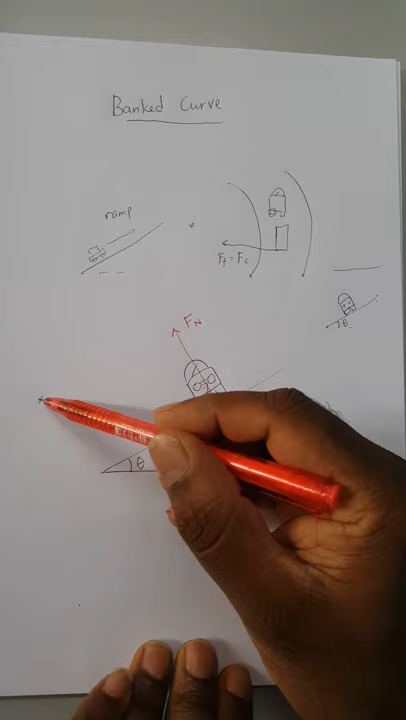 Banked Curve
ramp
Ff = Fc
θ
FN
θ